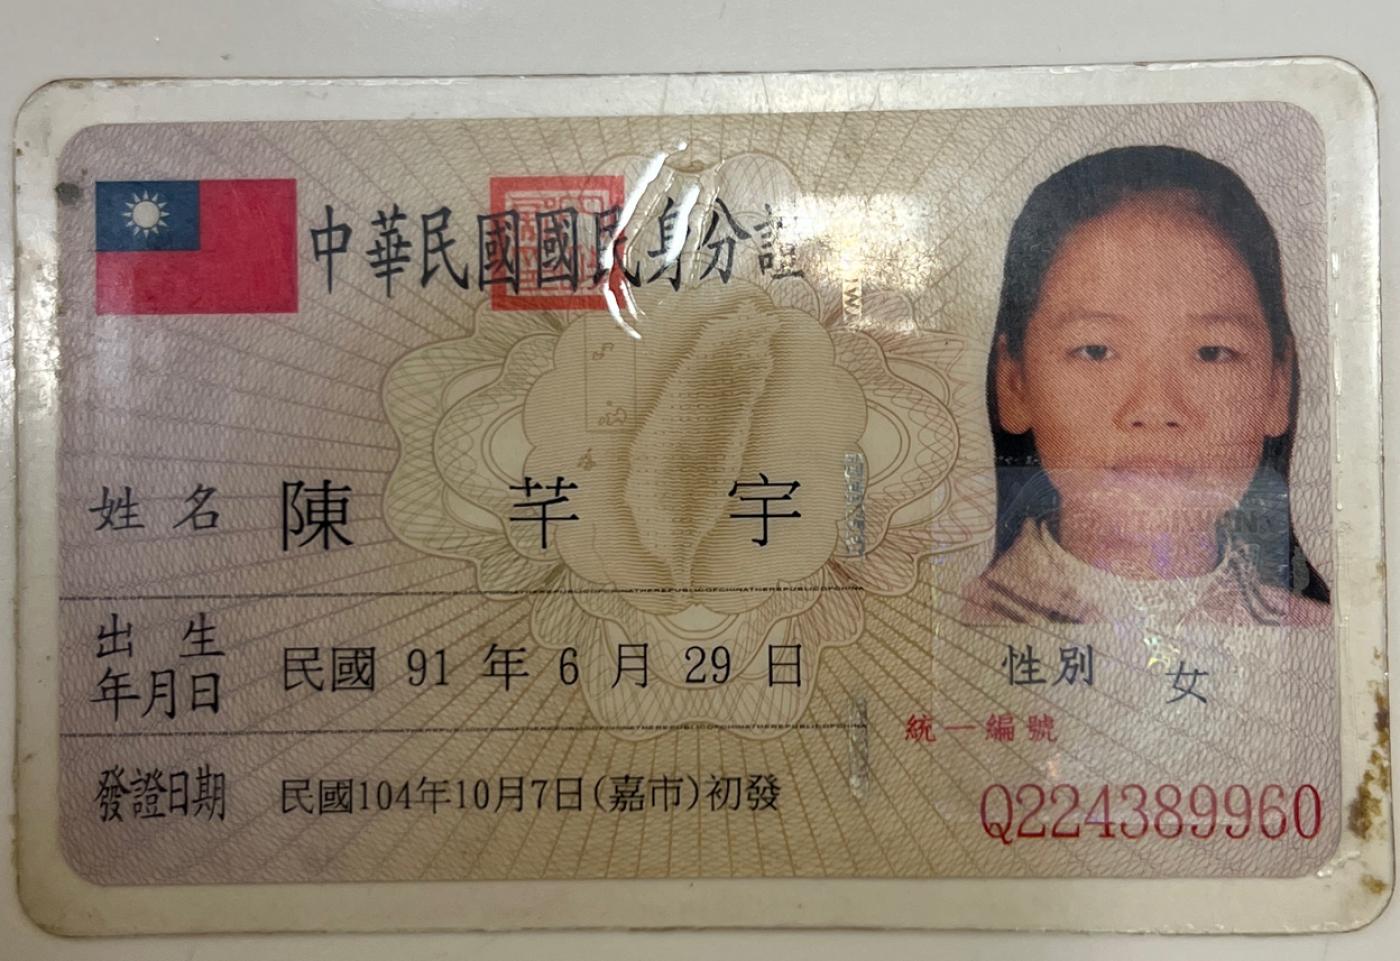 中華民國國民身分證
姓名 陳芊宇
出生年月日 民國 91 年 6 月 29 日
性別 女
發證日期 民國104年10月7日(嘉市)初發
統一編號
Q224389960
TAIWAN